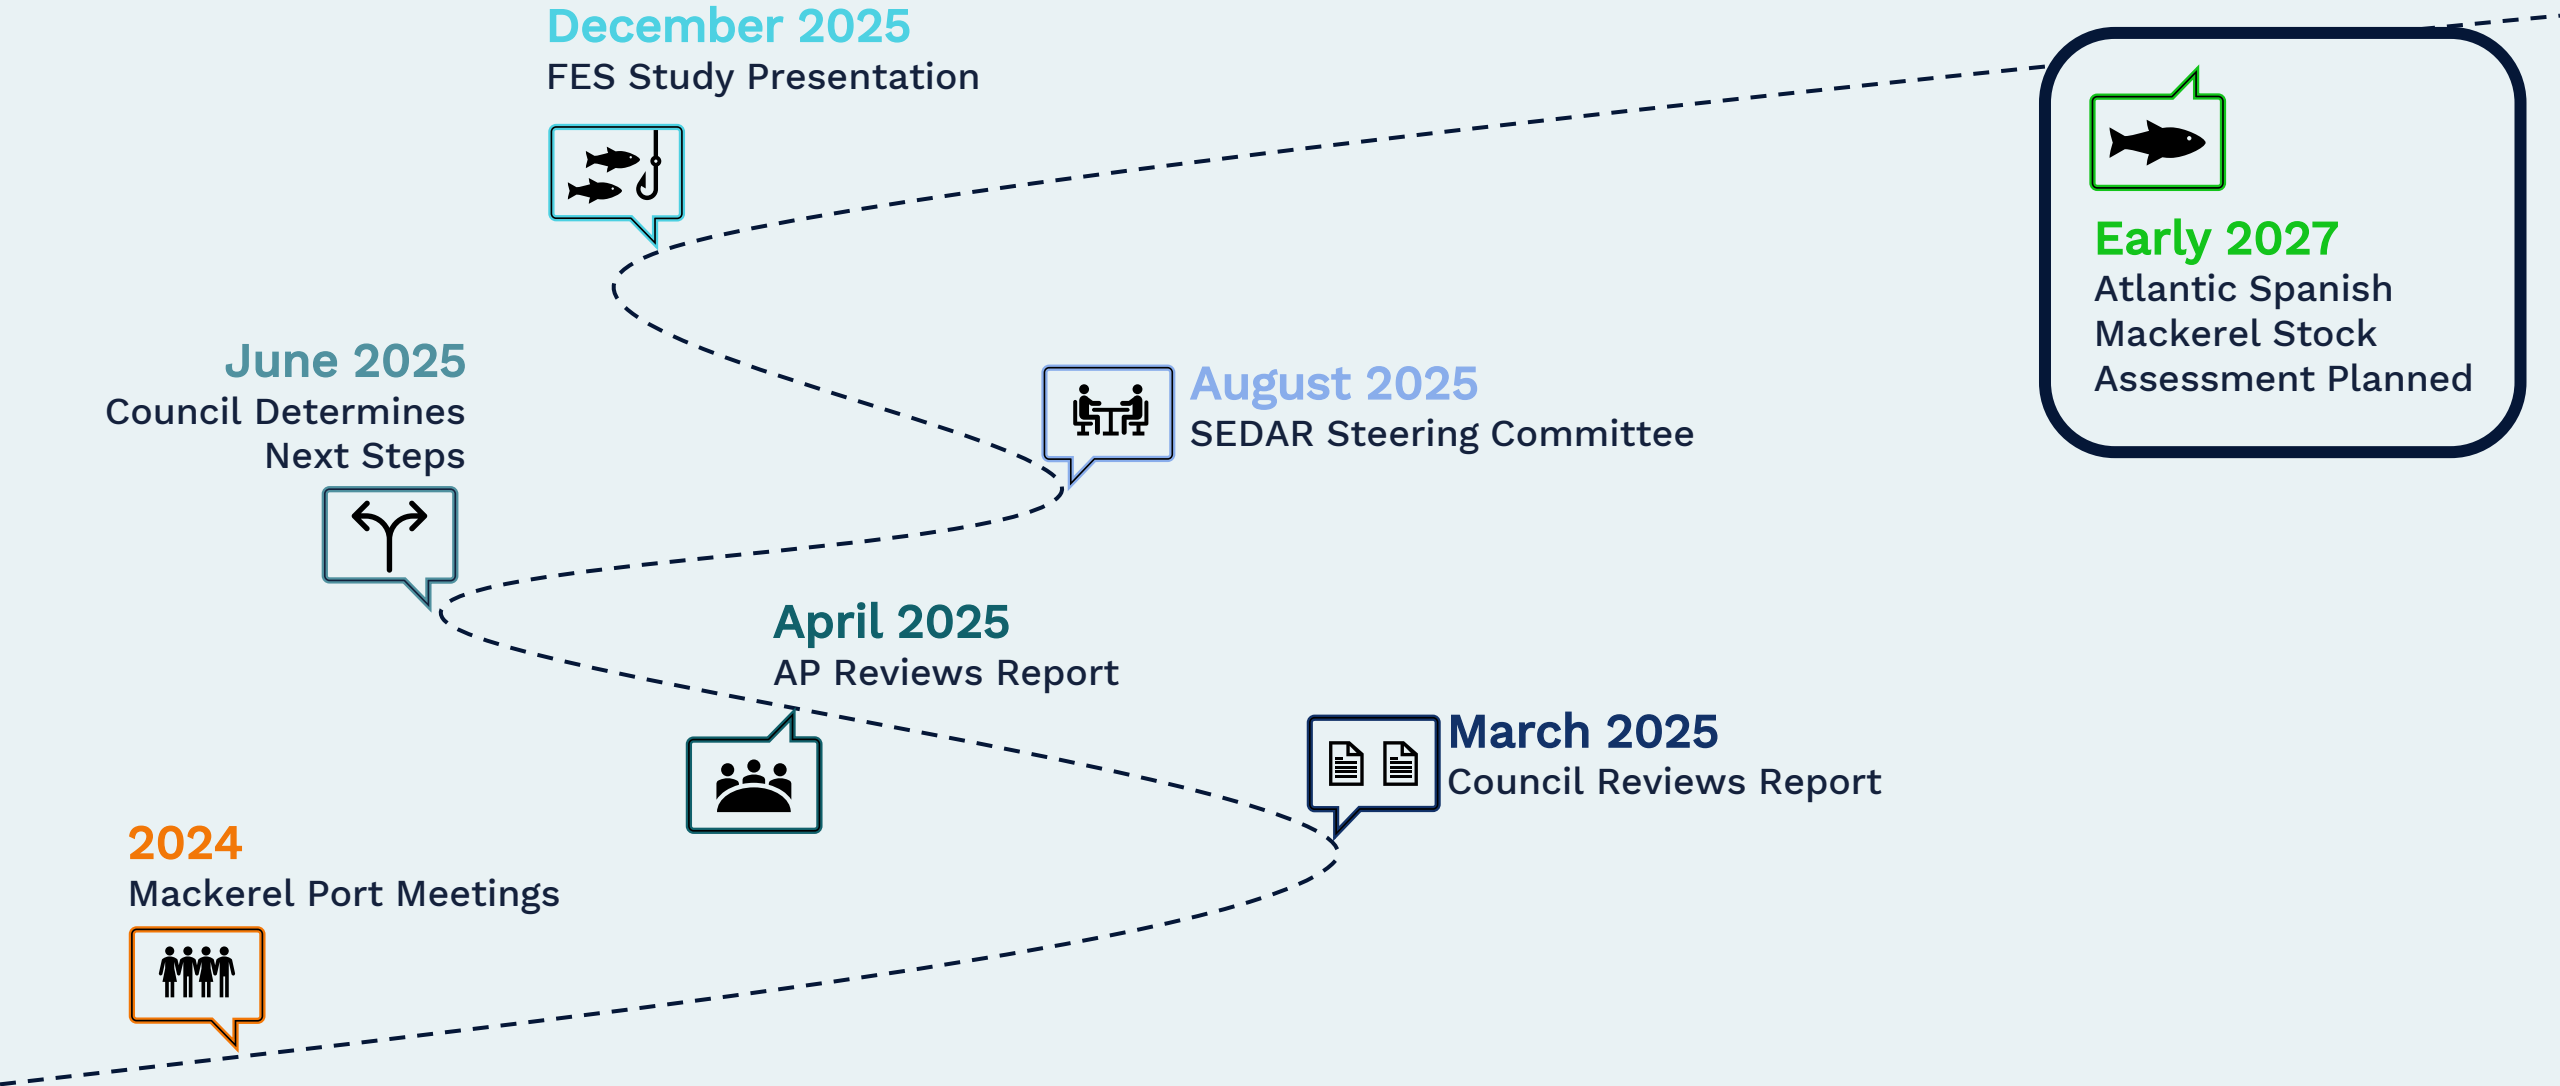 December 2025
FES Study Presentation
Early 2027
Atlantic Spanish
Mackerel Stock
Assessment Planned
June 2025
Council Determines
Next Steps
August 2025
SEDAR Steering Committee
April 2025
AP Reviews Report
March 2025
Council Reviews Report
2024
Mackerel Port Meetings